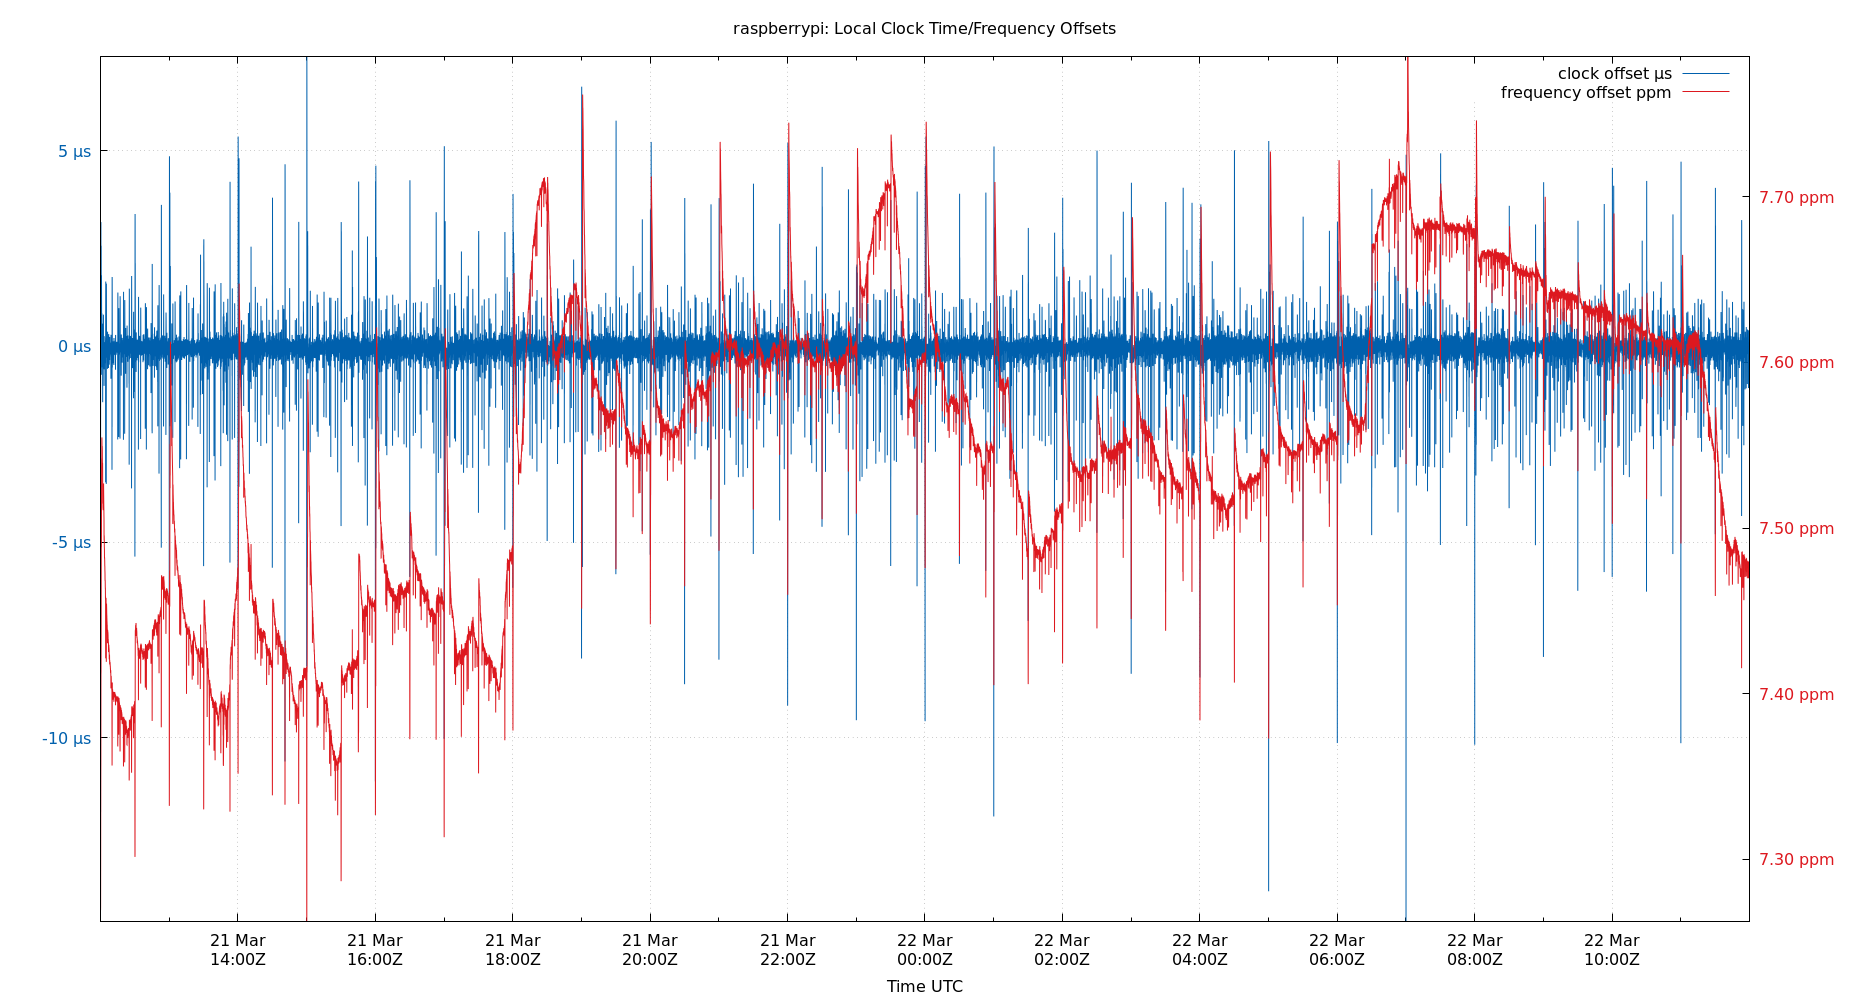 raspberrypi: Local Clock Time/Frequency Offsets
clock offset µs
frequency offset ppm
5 µs
0 µs
-5 µs
-10 µs
7.70 ppm
7.60 ppm
7.50 ppm
7.40 ppm
7.30 ppm
21 Mar 21 Mar 21 Mar 21 Mar 21 Mar 22 Mar 22 Mar 22 Mar 22 Mar 22 Mar 22 Mar
14:00Z 16:00Z 18:00Z 20:00Z 22:00Z 00:00Z 02:00Z 04:00Z 06:00Z 08:00Z 10:00Z
Time UTC